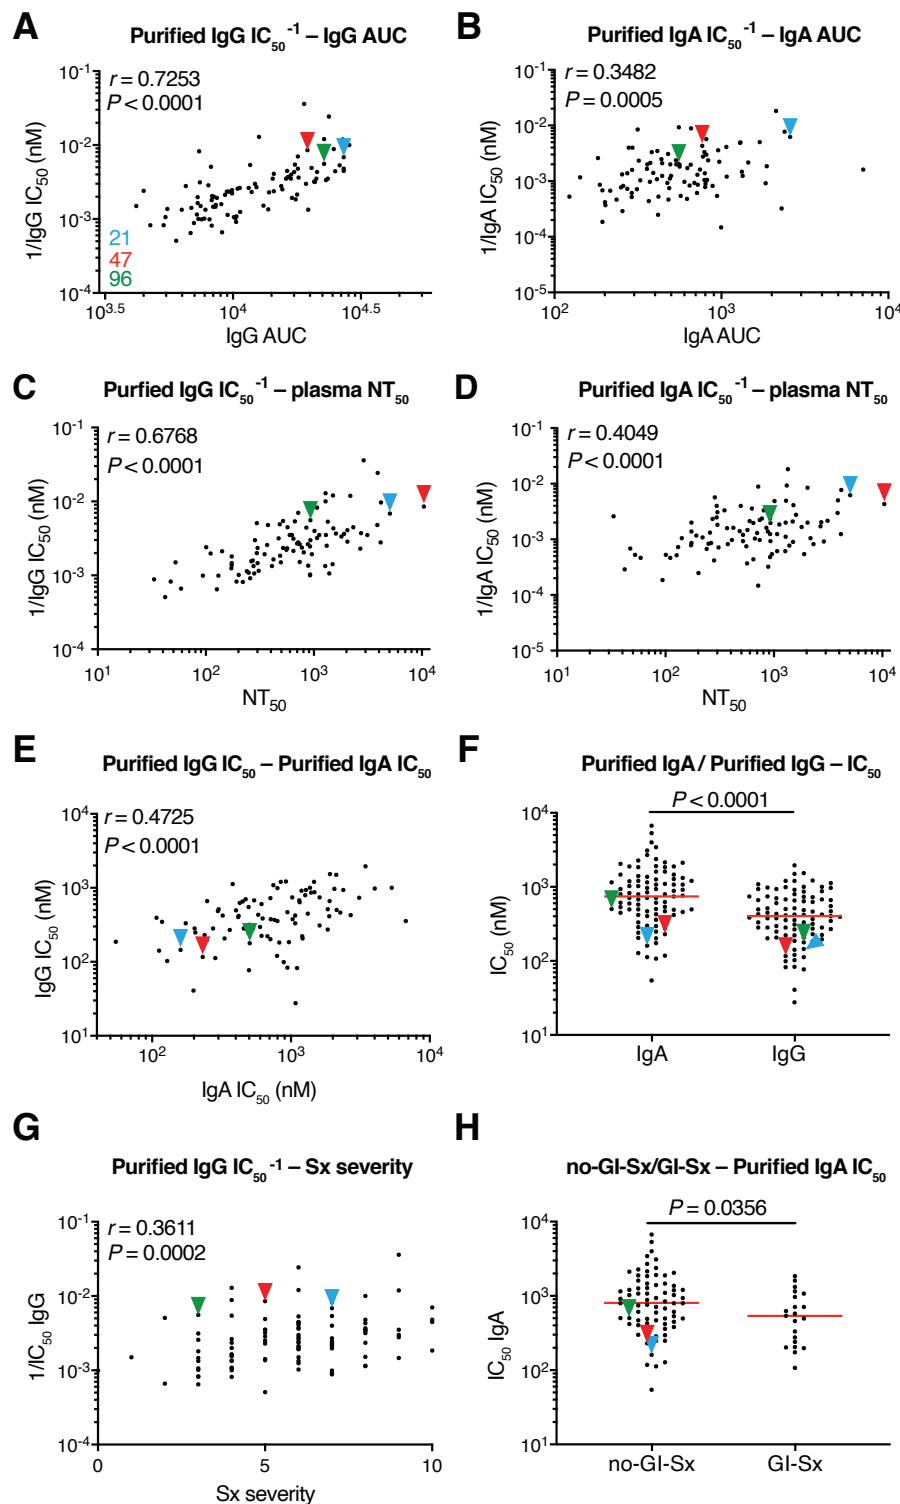 A
Purified IgG IC50-1 – IgG AUC
r = 0.7253
P < 0.0001
10-1
10-2
10-3
10-4
1/IgG IC50 (nM)
21
47
96
103.5
104
104.5
IgG AUC
B
Purified IgA IC50-1 – IgA AUC
r = 0.3482
P = 0.0005
10-1
10-2
10-3
10-4
10-5
1/IgA IC50 (nM)
102
103
104
IgA AUC
C
Purfied IgG IC50-1 – plasma NT50
r = 0.6768
P < 0.0001
10-1
10-2
10-3
10-4
1/IgG IC50 (nM)
101
102
103
104
NT50
D
Purified IgA IC50-1 – plasma NT50
r = 0.4049
P < 0.0001
10-1
10-2
10-3
10-4
10-5
1/IgA IC50 (nM)
101
102
103
104
NT50
E
Purified IgG IC50 – Purified IgA IC50
r = 0.4725
P < 0.0001
104
103
102
101
IgG IC50 (nM)
102
103
104
IgA IC50 (nM)
F
Purified IgA / Purified IgG – IC50
P < 0.0001
104
103
102
101
IC50 (nM)
IgA
IgG
G
Purified IgG IC50-1 – Sx severity
r = 0.3611
P = 0.0002
10-1
10-2
10-3
10-4
1/IC50 IgG
0
5
10
Sx severity
H
no-GI-Sx/GI-Sx – Purified IgA IC50
P = 0.0356
104
103
102
101
IC50 IgA
no-GI-Sx
GI-Sx